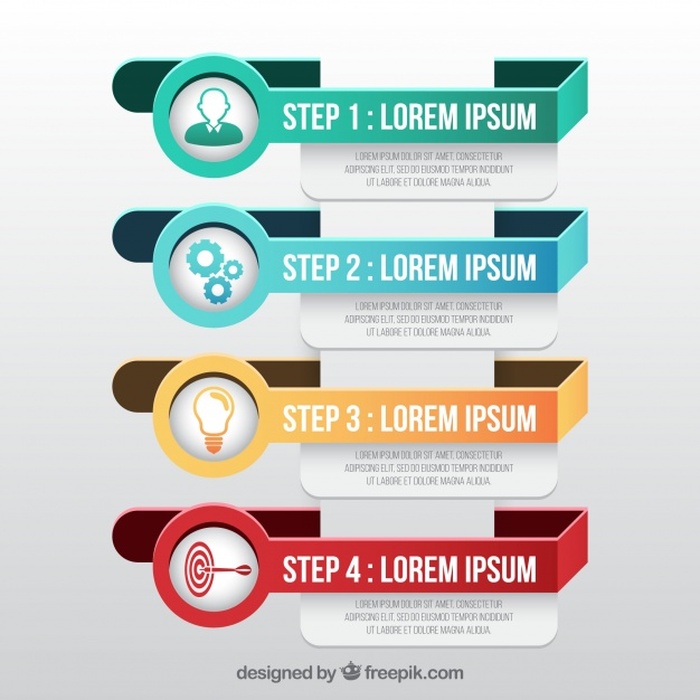 STEP 1 : LOREM IPSUM
LOREM IPSUM DOLOR SIT AMET, CONSECTETUR
ADIPISCING ELIT, SED DO EIUSMOD TEMPOR INCIDIDUNT
UT LOREM ET DOLORE MAGNA ALIQUA.
STEP 2 : LOREM IPSUM
LOREM IPSUM DOLOR SIT AMET, CONSECTETUR
ADIPISCING ELIT, SED DO EIUSMOD TEMPOR INCIDIDUNT
UT LOREM ET DOLORE MAGNA ALIQUA.
STEP 3 : LOREM IPSUM
LOREM IPSUM DOLOR SIT AMET, CONSECTETUR
ADIPISCING ELIT, SED DO EIUSMOD TEMPOR INCIDIDUNT
UT LOREM ET DOLORE MAGNA ALIQUA.
STEP 4 : LOREM IPSUM
LOREM IPSUM DOLOR SIT AMET, CONSECTETUR
ADIPISCING ELIT, SED DO EIUSMOD TEMPOR INCIDIDUNT
UT LOREM ET DOLORE MAGNA ALIQUA.
designed by freepik.com